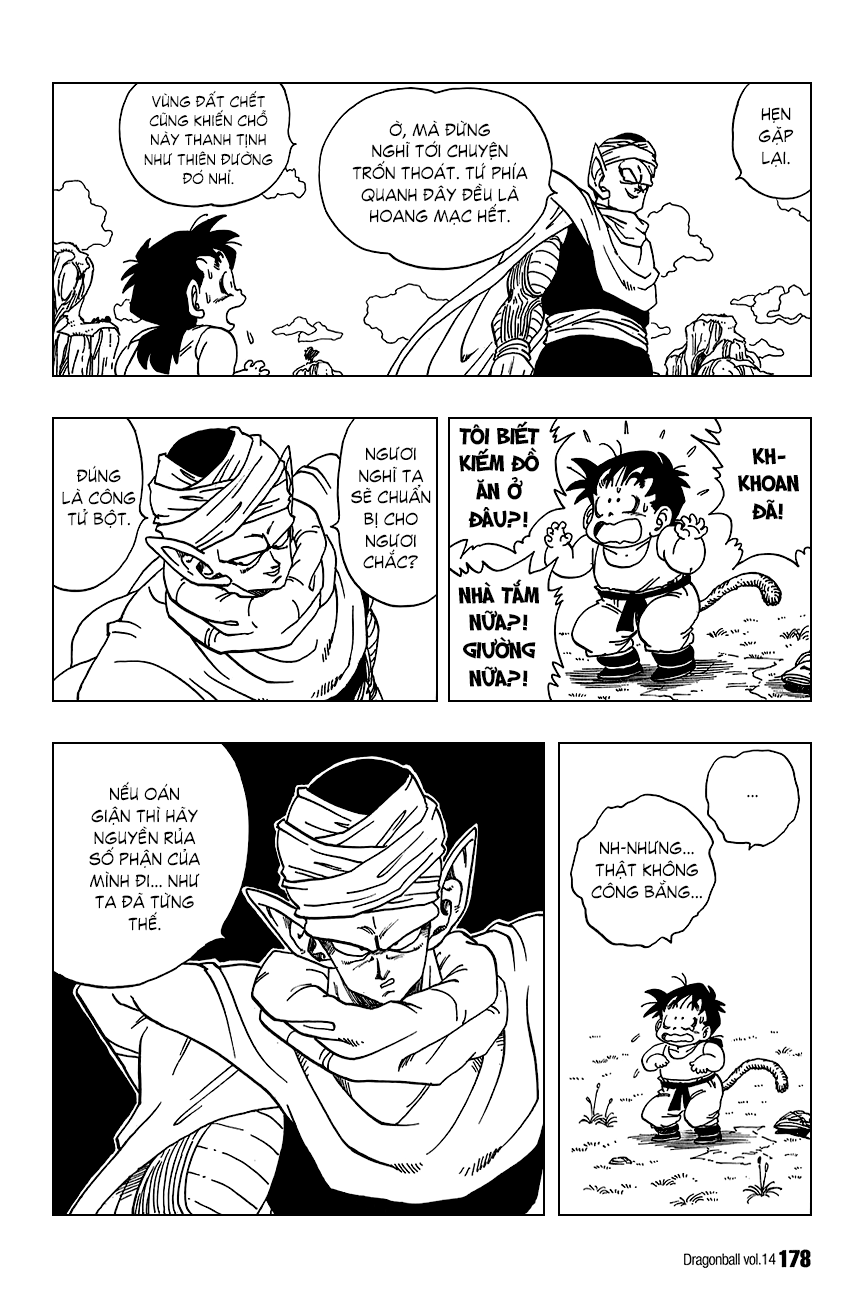 HẸN
GẶP
LẠI.
Ờ, MÀ ĐỪNG
NGHĨ TỚI CHUYỆN
TRỐN THOÁT. TỨ PHÍA
QUANH ĐÂY ĐỀU LÀ
HOANG MẠC HẾT.
VÙNG ĐẤT CHẾT
CŨNG KHIẾN CHỖ
NÀY THANH TỊNH
NHƯ THIÊN ĐƯỜNG
ĐÓ NHÍ.
KH-
KHOAN
ĐÃ!
TÔI BIẾT
KIẾM ĐỒ
ĂN Ở
ĐÂU?!
NHÀ TẮM
NỮA?!
GIƯỜNG
NỮA?!
NGƯƠI
NGHĨ TA
SẼ CHUẨN
BỊ CHO
NGƯƠI
CHẮC?
ĐÚNG
LÀ CÔNG
TỬ BỘT.
...
NH-NHƯNG...
THẬT KHÔNG
CÔNG BẰNG...
NẾU OÁN
GIẬN THÌ HÃY
NGUYỀN RỦA
SỐ PHẬN CỦA
MÌNH ĐI... NHƯ
TA ĐÃ TỪNG
THẾ.
Dragonball vol.14 178